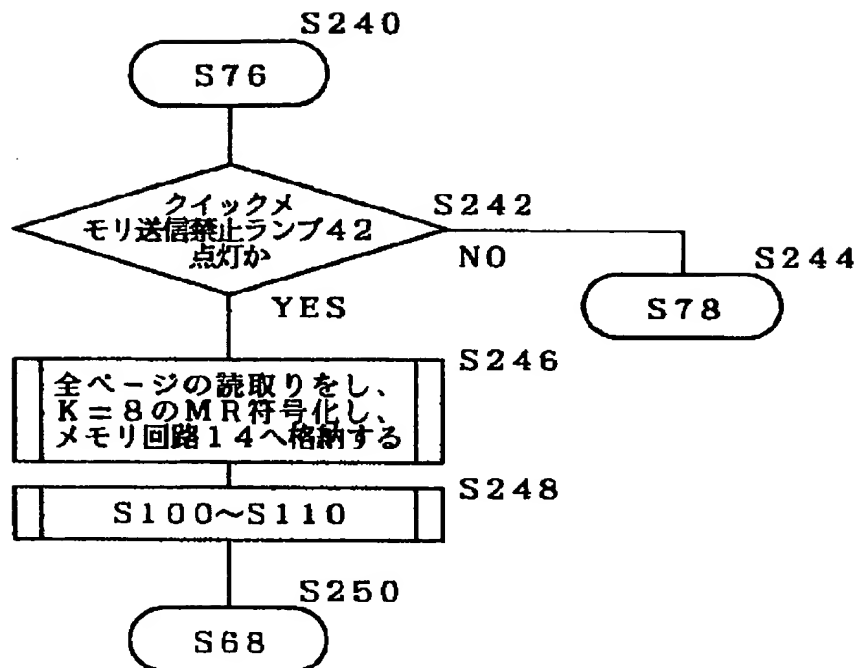 S240
S76
クイックメ
モリ送信禁止ランプ42
点灯か
S242
NO
S244
S78
YES
S246
全ページの読取りをし、
K=8のMR符号化し、
メモリ回路14へ格納する
S248
S100〜S110
S250
S68